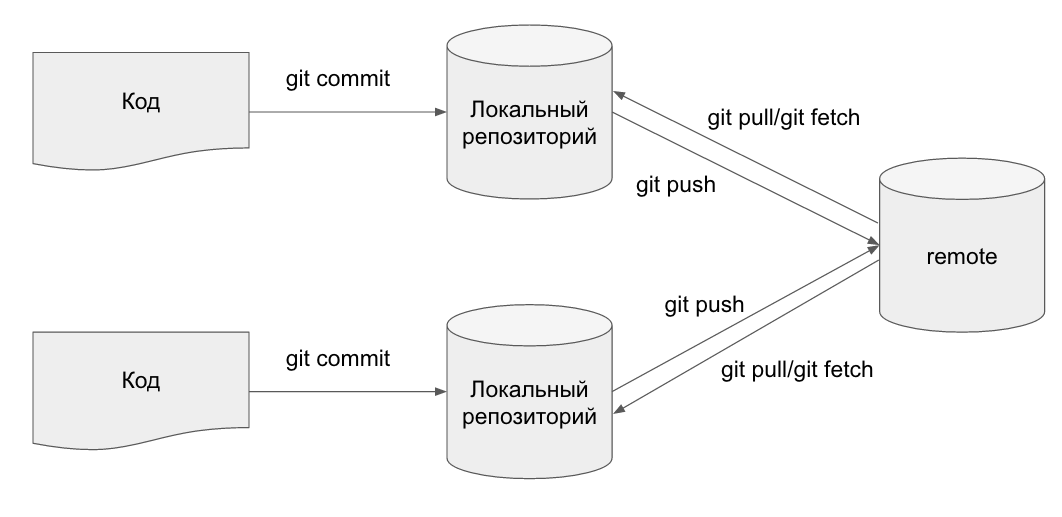 Код
git commit
Локальный
репозиторий
git pull/git fetch
git push
remote
Код
git commit
Локальный
репозиторий
git push
git pull/git fetch